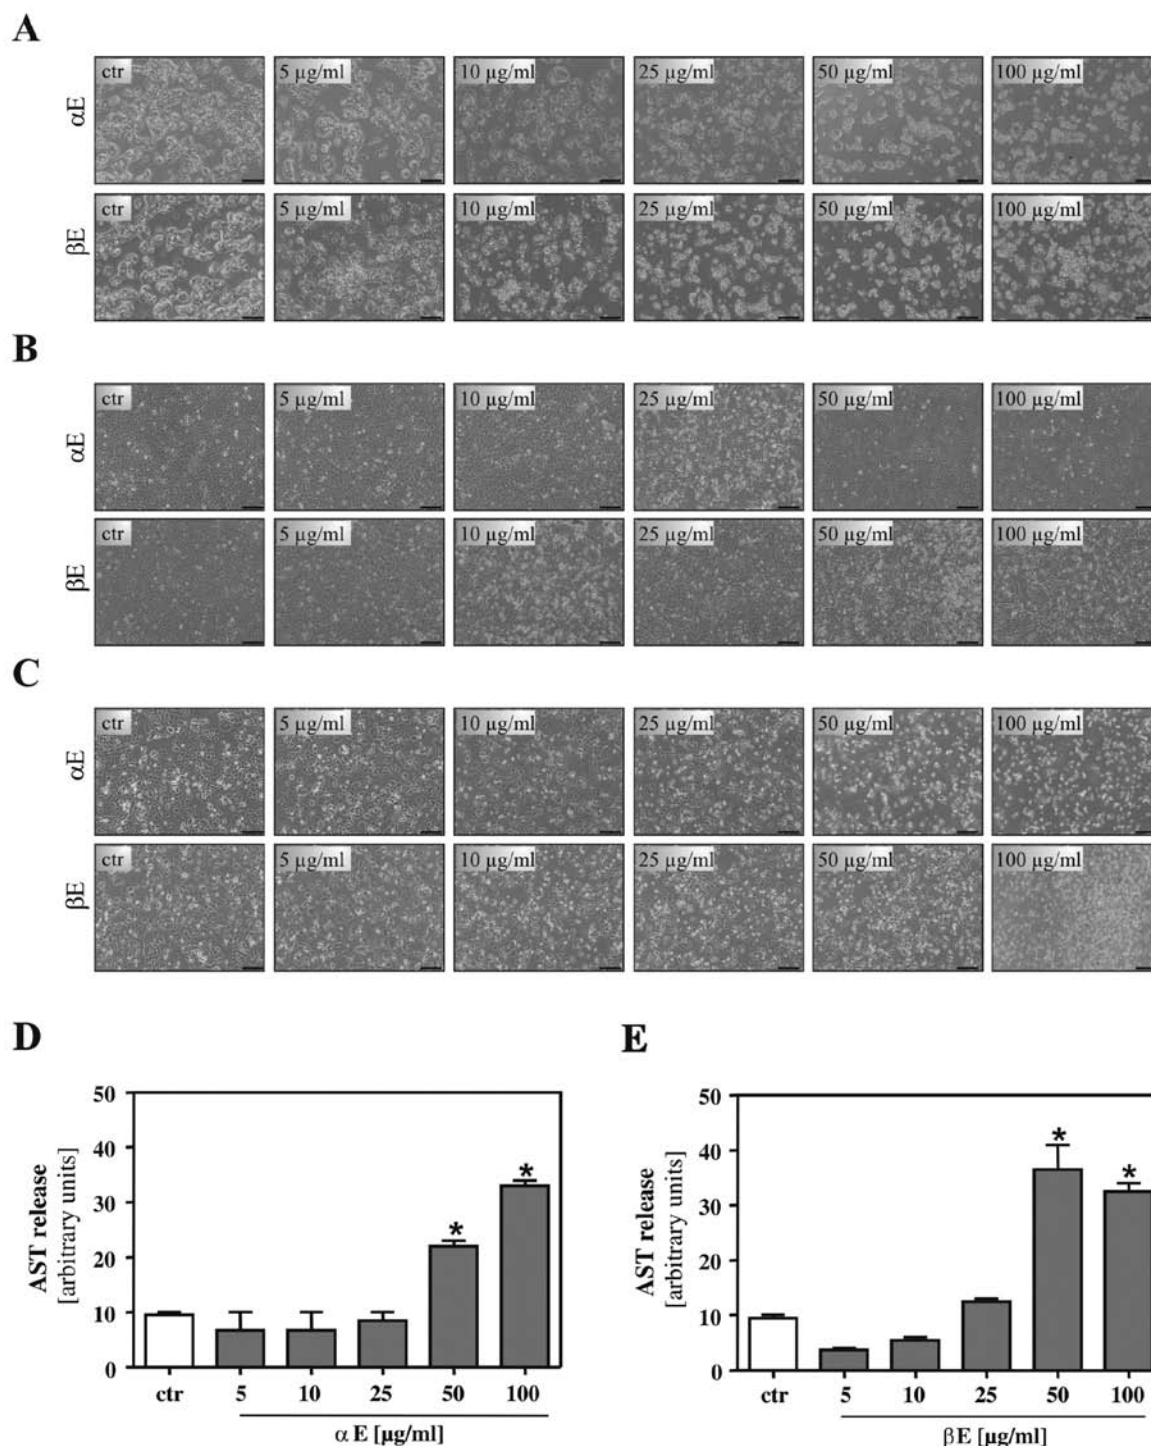 A
αE
ctr 5 µg/ml 10 µg/ml 25 µg/ml 50 µg/ml 100 µg/ml
βE
ctr 5 µg/ml 10 µg/ml 25 µg/ml 50 µg/ml 100 µg/ml
B
αE
ctr 5 µg/ml 10 µg/ml 25 µg/ml 50 µg/ml 100 µg/ml
βE
ctr 5 µg/ml 10 µg/ml 25 µg/ml 50 µg/ml 100 µg/ml
C
αE
ctr 5 µg/ml 10 µg/ml 25 µg/ml 50 µg/ml 100 µg/ml
βE
ctr 5 µg/ml 10 µg/ml 25 µg/ml 50 µg/ml 100 µg/ml
D
AST release
[arbitrary units]
50
40
30
20
10
0
* *
ctr 5 10 25 50 100
αE [µg/ml]
E
AST release
[arbitrary units]
50
40
30
20
10
0
* *
ctr 5 10 25 50 100
βE [µg/ml]